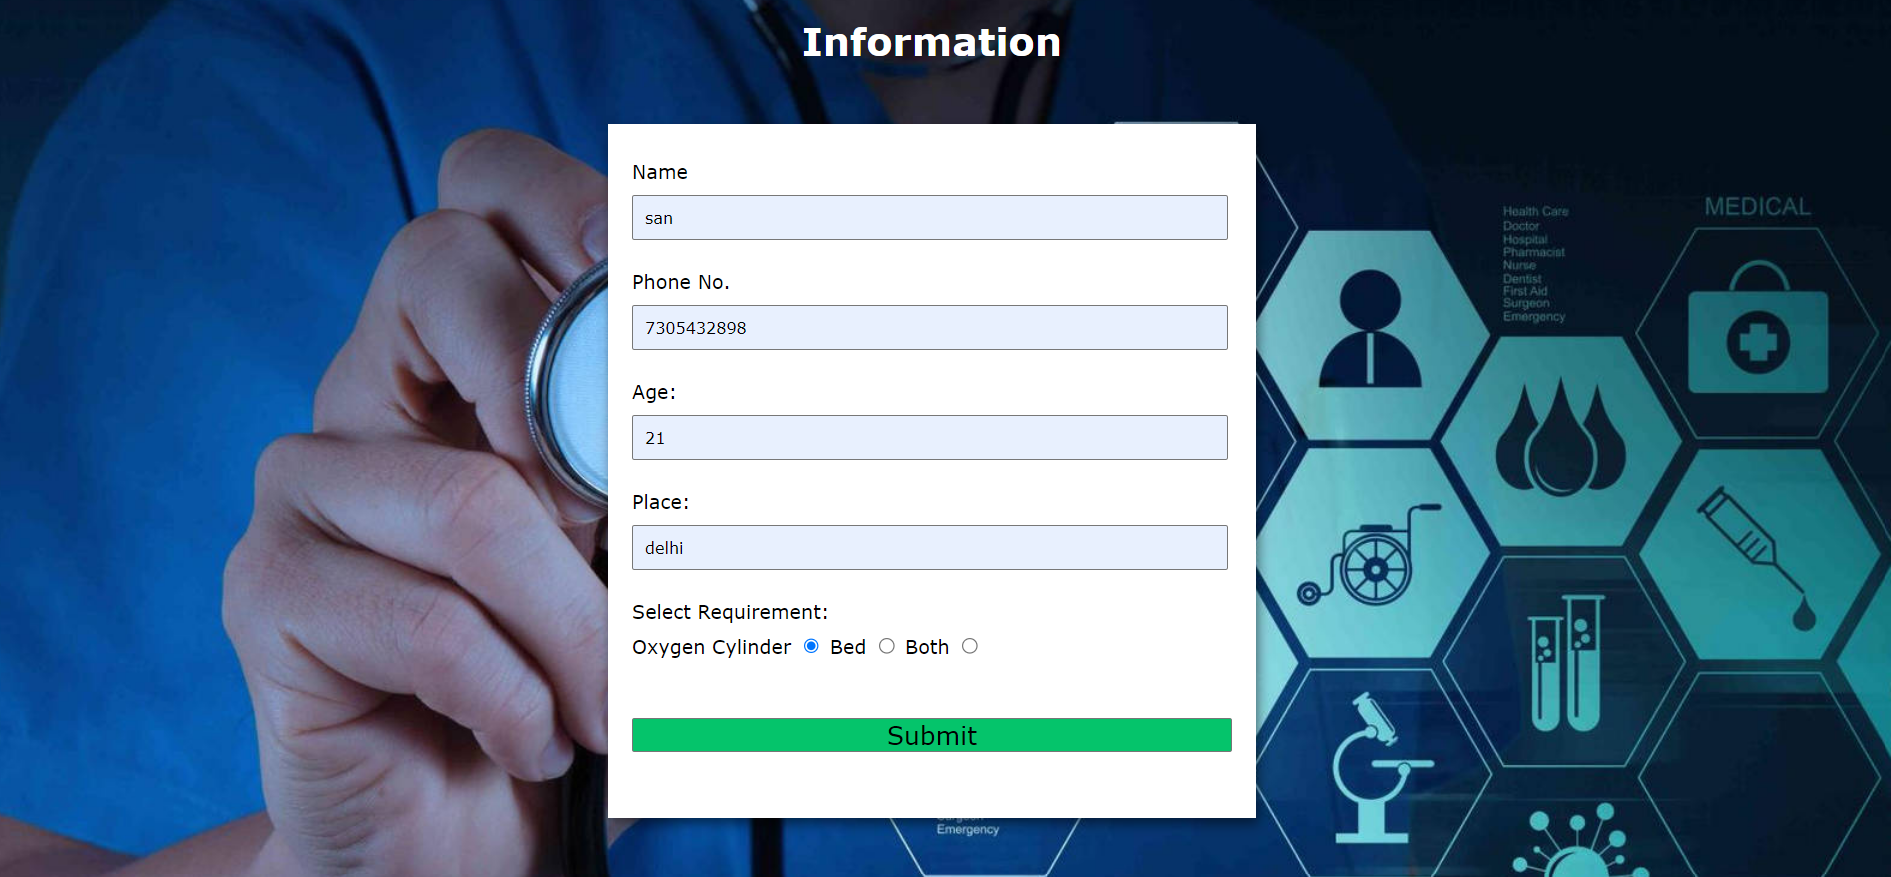 Information
Name
san
Phone No.
7305432898
Age:
21
Place:
delhi
Select Requirement:
Oxygen Cylinder Bed Both
Submit
Health Care
Doctor
Hospital
Pharmacist
Nurse
Dentist
First Aid
Surgeon
Emergency
MEDICAL
Surgeon
Emergency